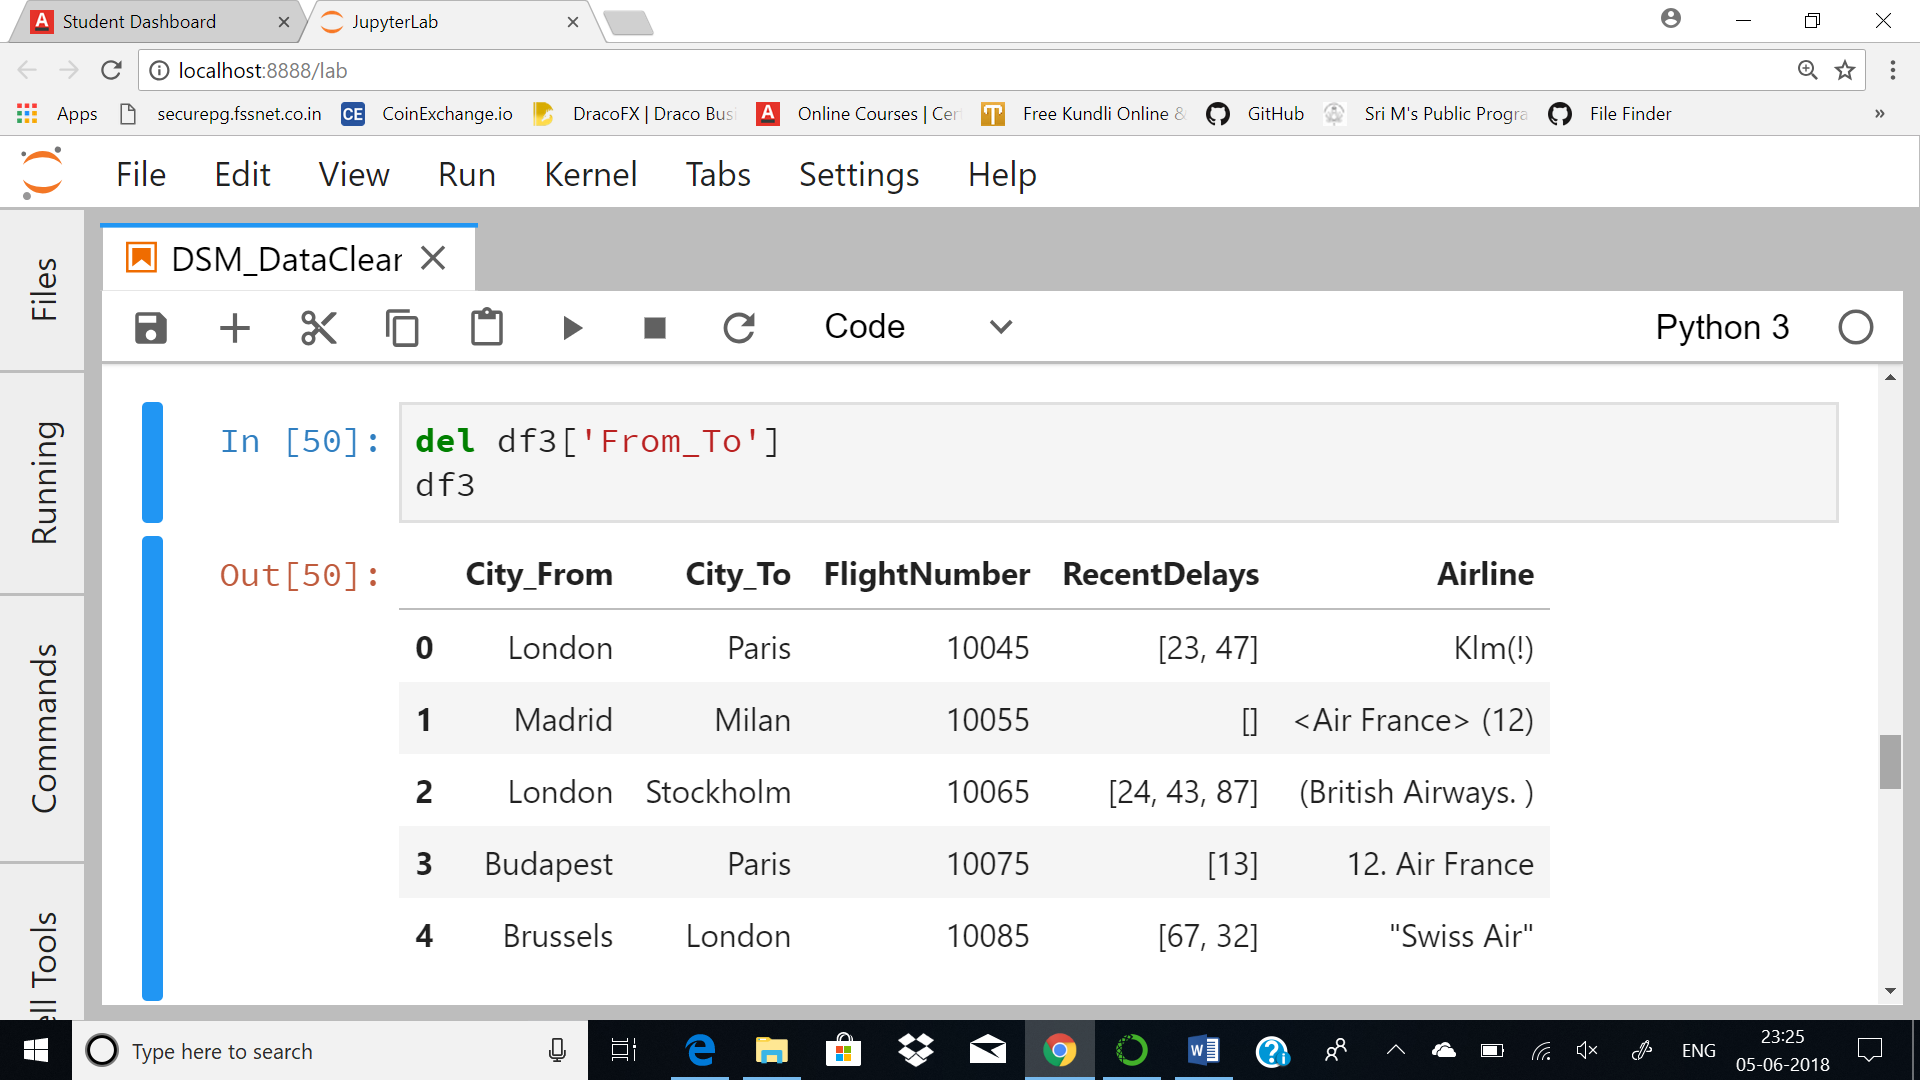 Student Dashboard
JupyterLab
localhost:8888/lab
Apps securepg.fssnet.co.in CE CoinExchange.io DracoFX | Draco Busi Online Courses | Cer Free Kundli Online & GitHub Sri M's Public Progra File Finder »
File Edit View Run Kernel Tabs Settings Help
DSM_DataClear
Code
Python 3
Files
Running
Commands
ell Tools
In [50]: del df3['From_To']
df3
Out[50]:
City_From City_To FlightNumber RecentDelays Airline
0 London Paris 10045 [23, 47] Klm(!)
1 Madrid Milan 10055 [] <Air France> (12)
2 London Stockholm 10065 [24, 43, 87] (British Airways. )
3 Budapest Paris 10075 [13] 12. Air France
4 Brussels London 10085 [67, 32] "Swiss Air"
Type here to search
ENG
23:25
05-06-2018